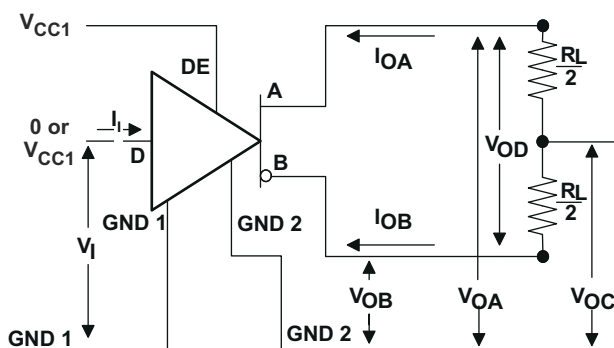 VCC1
DE
A
IOA
RL
2
0 or
VCC1
II
D
B
VOD
GND 1
GND 2
IOB
RL
2
VI
VOB
VOA
VOC
GND 1
GND 2